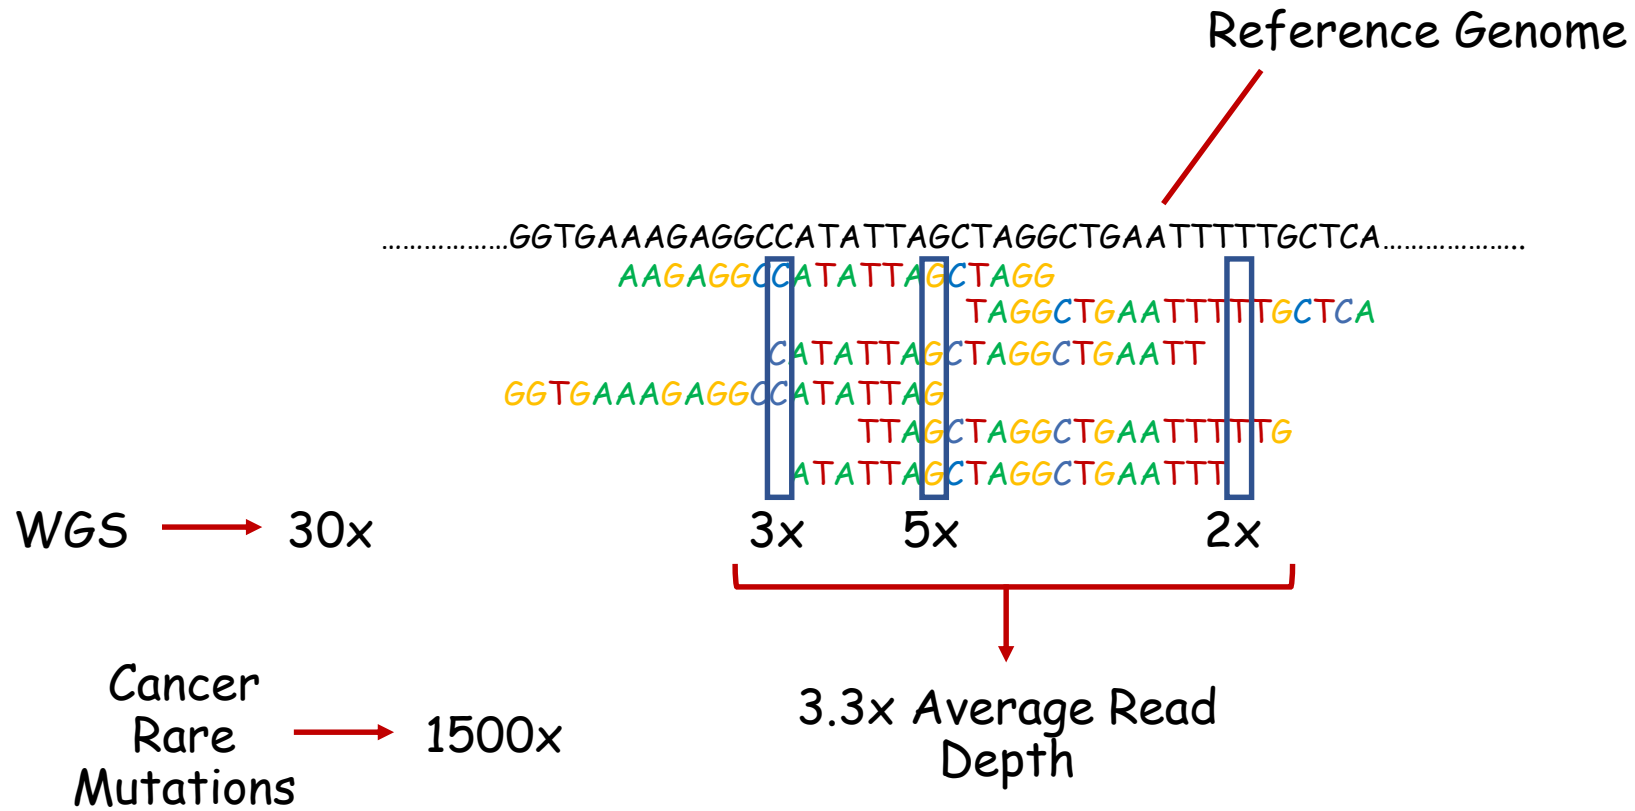 Reference Genome
................GGTGAAAGAGGCCATATTAGCTAGGCTGAATTTTTGCTCA..................
AAGAGGCCATATTAGCTAGG
TAGGCTGAATTTTTGCTCA
CATATTAGCTAGGCTGAATT
GGTGAAAGAGGCCATATTAG
TTAGCTAGGCTGAATTTTTG
ATATTAGCTAGGCTGAATTT
WGS 30x
3x 5x 2x
Cancer
Rare
Mutations
1500x
3.3x Average Read
Depth